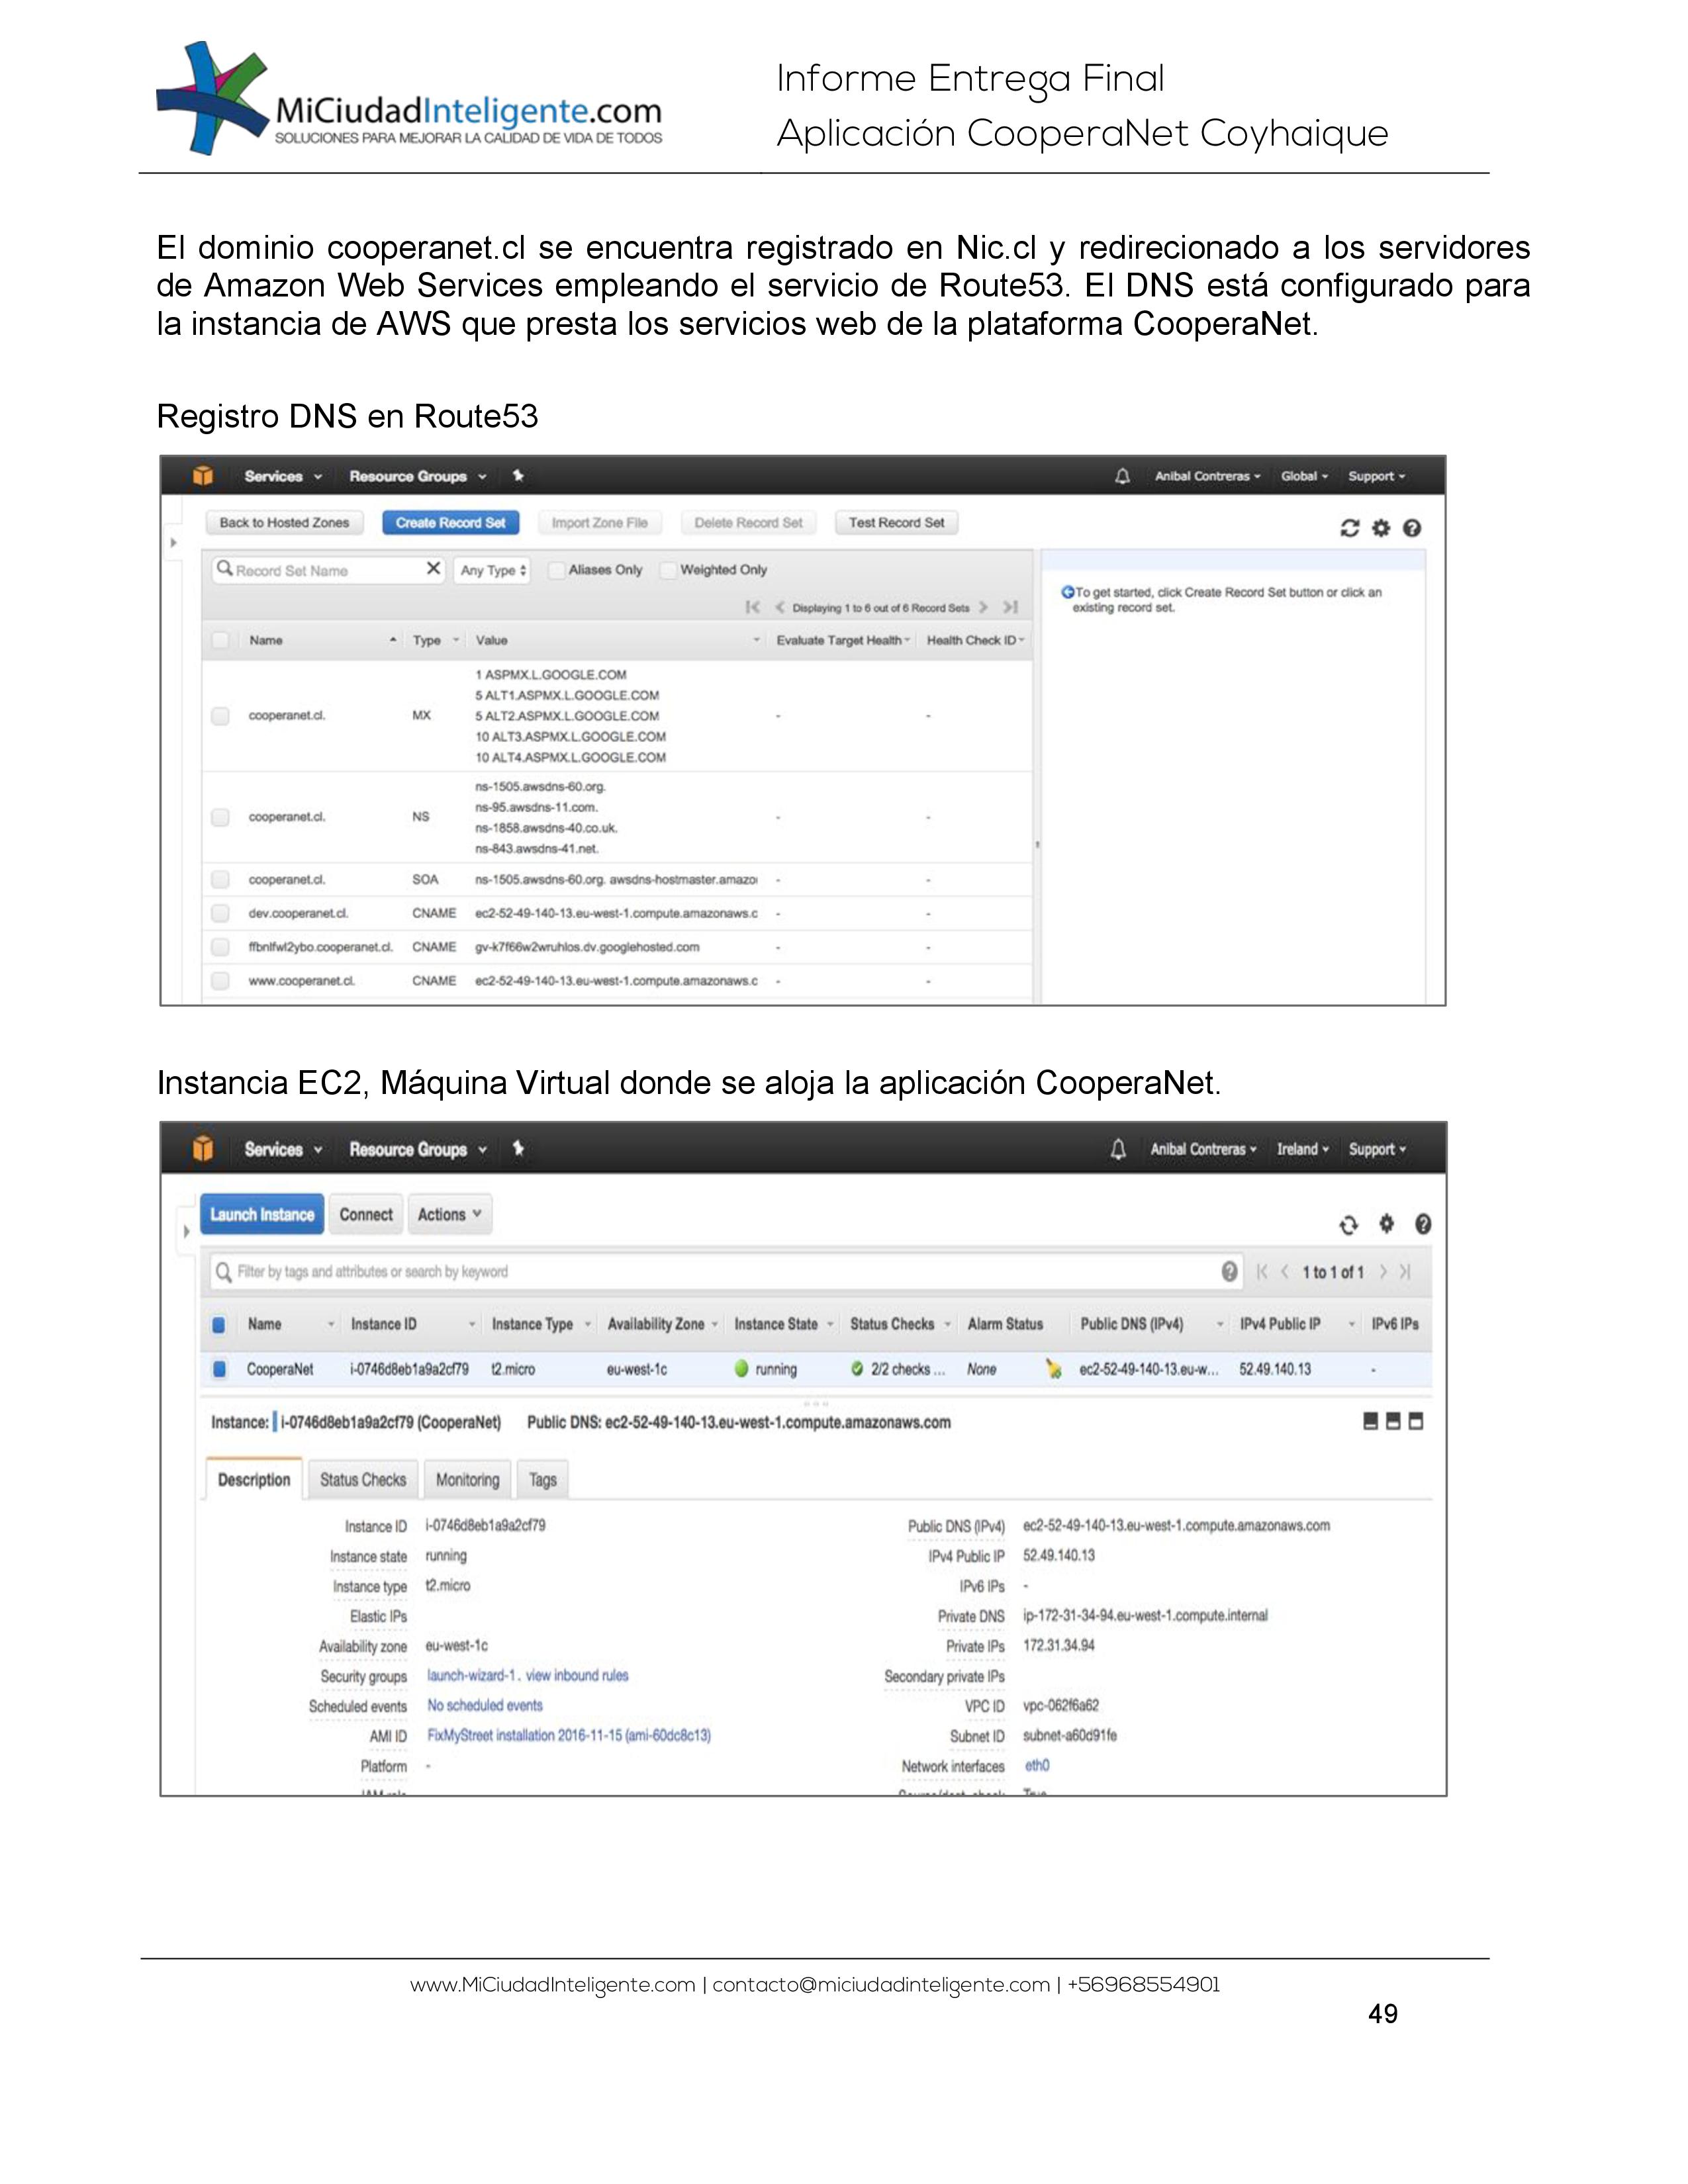 MiCiudadInteligente.com
SOLUCIONES PARA MEJORAR LA CALIDAD DE VIDA DE TODOS
Informe Entrega Final
Aplicación CooperaNet Coyhaique
El dominio cooperanet.cl se encuentra registrado en Nic.cl y redirecionado a los servidores
de Amazon Web Services empleando el servicio de Route53. El DNS está configurado para
la instancia de AWS que presta los servicios web de la plataforma CooperaNet.
Registro DNS en Route53
Services Resource Groups Anibal Contreras Global Support
Back to Hosted Zones Create Record Set Import Zone File Delete Record Set Test Record Set
Record Set Name Any Type Aliases Only Weighted Only
Displaying 1 to 6 out of 6 Record Sets
To get started, click Create Record Set button or click an
existing record set.
Name Type Value Evaluate Target Health Health Check ID
1 ASPMX.L.GOOGLE.COM
5 ALT1.ASPMX.L.GOOGLE.COM
cooperanet.cl. MX 5 ALT2.ASPMX.L.GOOGLE.COM - -
10 ALT3.ASPMX.L.GOOGLE.COM
10 ALT4.ASPMX.L.GOOGLE.COM
ns-1505.awsdns-60.org.
ns-95.awsdns-11.com.
cooperanet.cl. NS - -
ns-1858.awsdns-40.co.uk.
ns-843.awsdns-41.net.
cooperanet.cl. SOA ns-1505.awsdns-60.org. awsdns-hostmaster.amazo - -
dev.cooperanet.cl. CNAME ec2-52-49-140-13.eu-west-1.compute.amazonaws.c - -
ffbnlfwl2ybo.cooperanet.cl. CNAME gv-k7f66w2wruhlos.dv.googlehosted.com - -
www.cooperanet.cl. CNAME ec2-52-49-140-13.eu-west-1.compute.amazonaws.c - -
Instancia EC2, Máquina Virtual donde se aloja la aplicación CooperaNet.
Services Resource Groups Anibal Contreras Ireland Support
Launch Instance Connect Actions
Filter by tags and attributes or search by keyword 1 to 1 of 1
Name Instance ID Instance Type Availability Zone Instance State Status Checks Alarm Status Public DNS (IPv4) IPv4 Public IP IPv6 IPs
CooperaNet i-0746d8eb1a9a2cf79 t2.micro eu-west-1c running 2/2 checks ... None ec2-52-49-140-13.eu-w... 52.49.140.13 -
Instance: i-0746d8eb1a9a2cf79 (CooperaNet) Public DNS: ec2-52-49-140-13.eu-west-1.compute.amazonaws.com
Description Status Checks Monitoring Tags
Instance ID i-0746d8eb1a9a2cf79 Public DNS (IPv4) ec2-52-49-140-13.eu-west-1.compute.amazonaws.com
Instance state running IPv4 Public IP 52.49.140.13
Instance type t2.micro IPv6 IPs -
Elastic IPs Private DNS ip-172-31-34-94.eu-west-1.compute.internal
Availability zone eu-west-1c Private IPs 172.31.34.94
Security groups launch-wizard-1. view inbound rules Secondary private IPs
Scheduled events No scheduled events VPC ID vpc-062f6a62
AMI ID FixMyStreet installation 2016-11-15 (ami-60dc8c13) Subnet ID subnet-a60d91fe
Platform - Network interfaces eth0
www.MiCiudadInteligente.com | contacto@miciudadinteligente.com | +56968554901
49